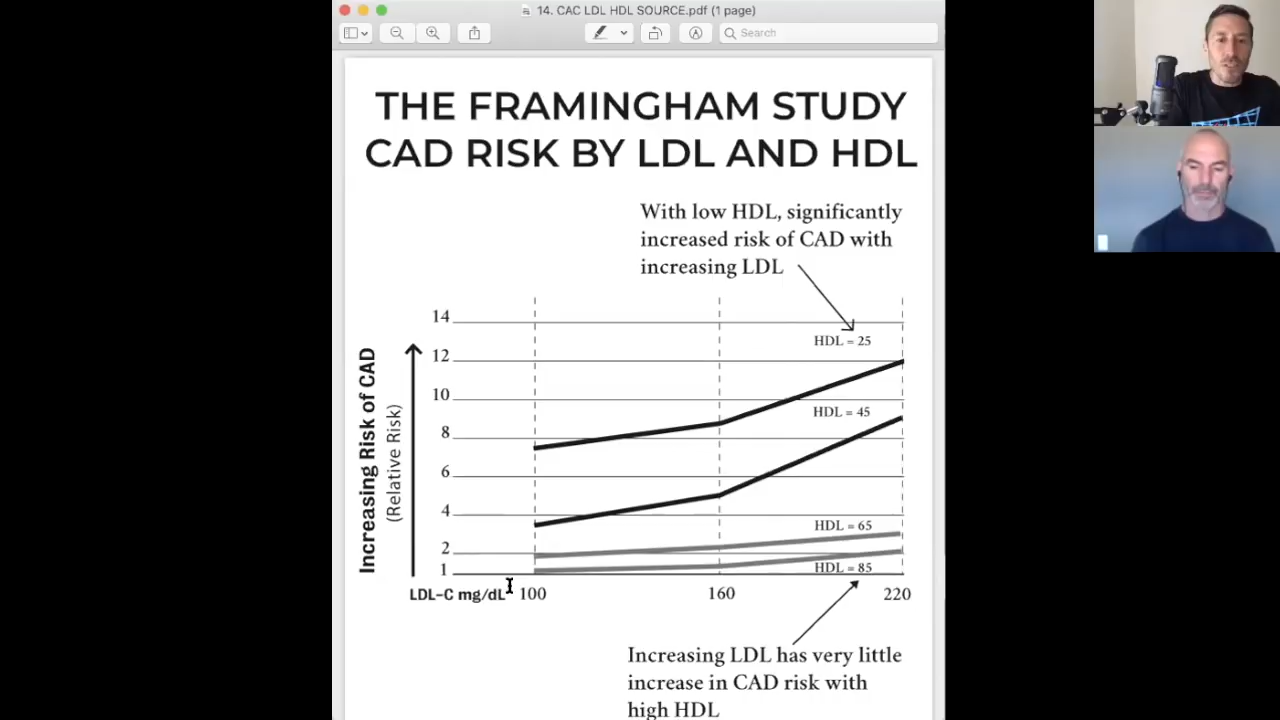 14. CAC LDL HDL SOURCE.pdf (1 page)
Search
THE FRAMINGHAM STUDY
CAD RISK BY LDL AND HDL
With low HDL, significantly
increased risk of CAD with
increasing LDL
Increasing Risk of CAD
(Relative Risk)
14
12
10
8
6
4
2
1
HDL = 25
HDL = 45
HDL = 65
HDL = 85
LDL-C mg/dL
100
160
220
Increasing LDL has very little
increase in CAD risk with
high HDL